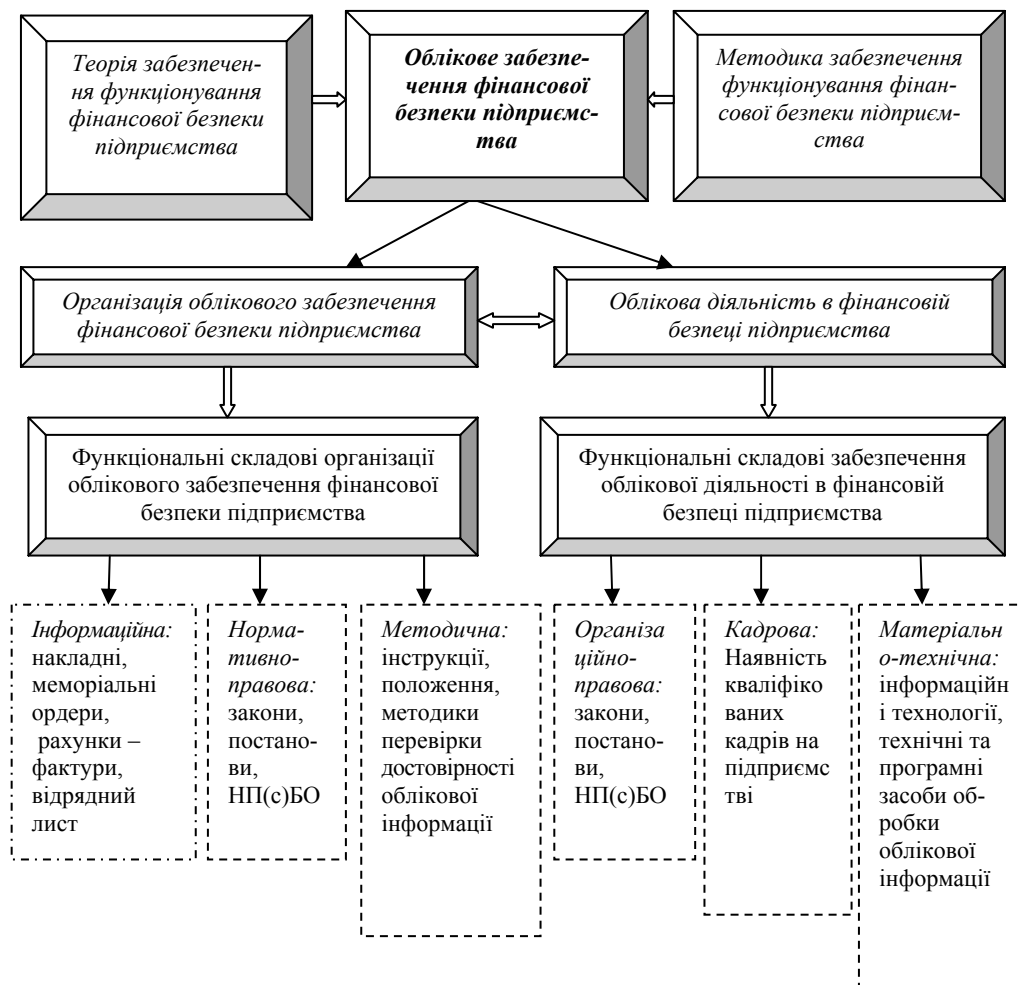 Теорія забезпечен-
ня функціонування
фінансової безпеки
підприємства
Облікове забезпе-
чення фінансової
безпеки підприємс-
тва
Методика забезпечення
функціонування фінан-
сової безпеки підприєм-
ства
Організація облікового забезпечення
фінансової безпеки підприємства
Облікова діяльність в фінансовій
безпеці підприємства
Функціональні складові організації
облікового забезпечення фінансової
безпеки підприємства
Функціональні складові забезпечення
облікової діяльності в фінансовій
безпеці підприємства
Інформаційна:
накладні,
меморіальні
ордери,
рахунки –
фактури,
відрядний
лист
Норма-
тивно-
правова:
закони,
постано-
ви,
НП(с)БО
Методична:
інструкції,
положення,
методики
перевірки
достовірності
облікової
інформації
Організа
ційно-
правова:
закони,
постано-
ви,
НП(с)БО
Кадрова:
Наявність
кваліфіко
ваних
кадрів на
підприємс
тві
Матеріальн
о-технічна:
інформаційн
і технології,
технічні та
програмні
засоби об-
робки
облікової
інформації